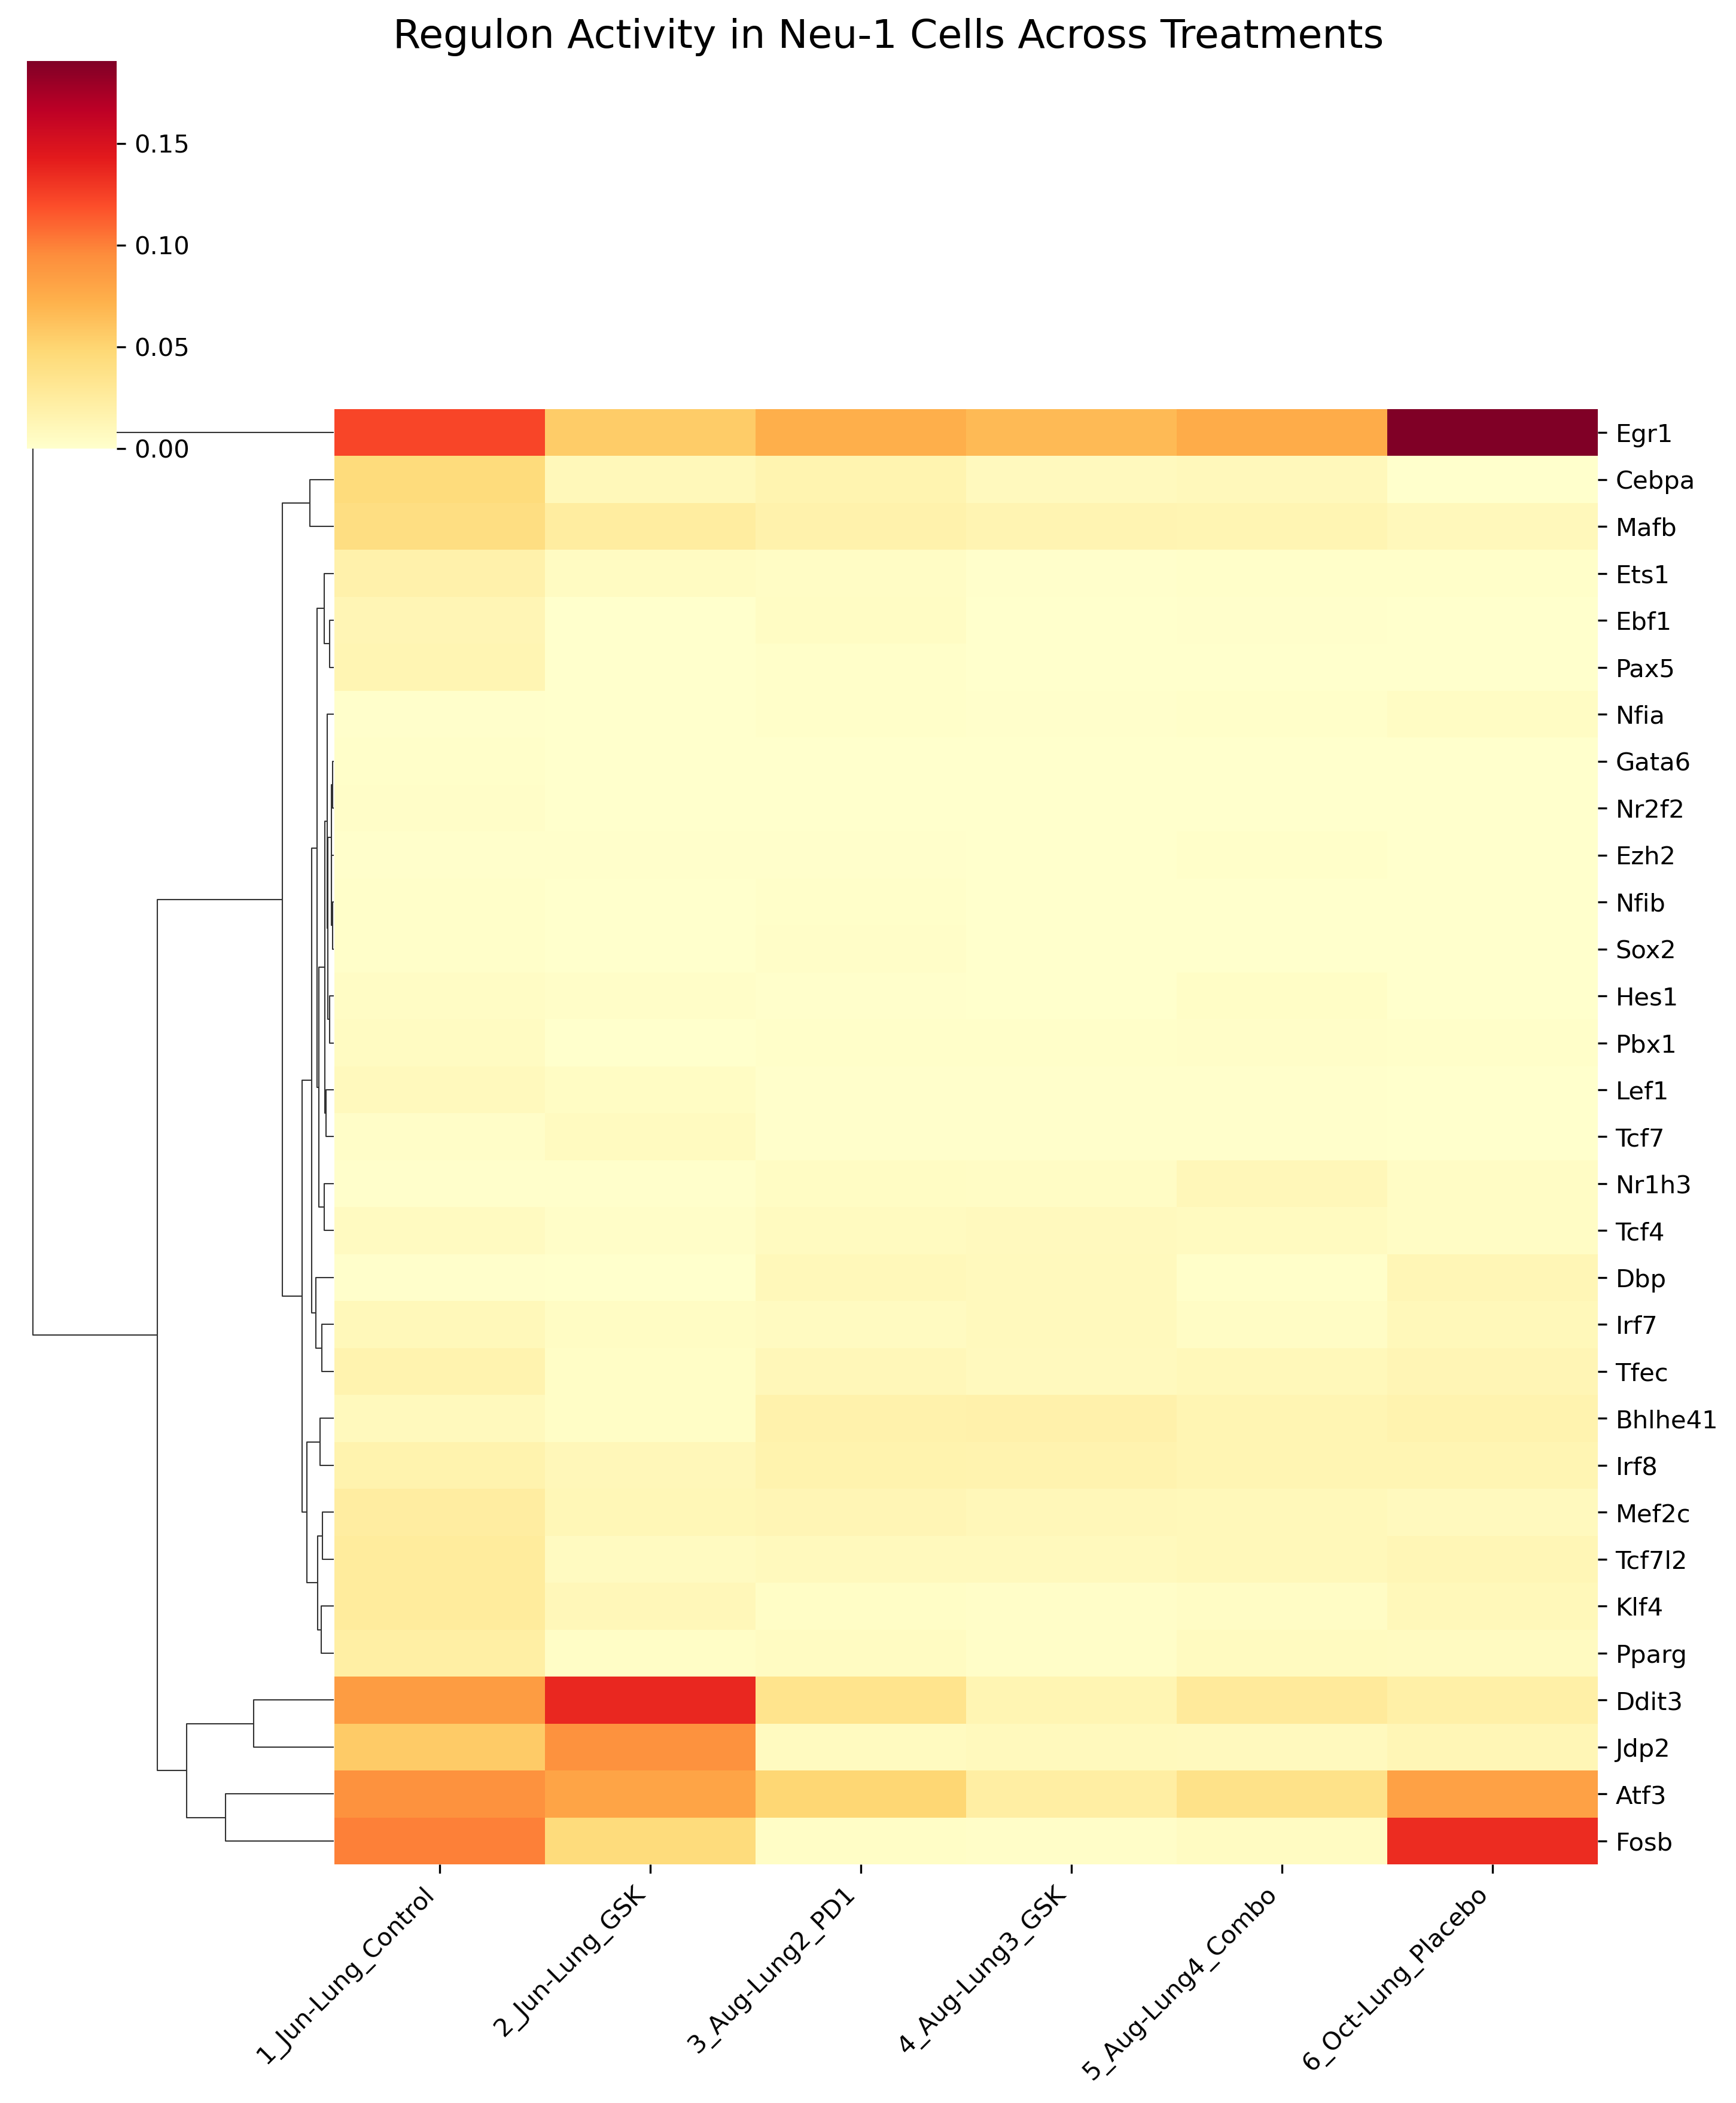 Regulon Activity in Neu-1 Cells Across Treatments
0.15
0.10
0.05
0.00
Egr1
Cebpa
Mafb
Ets1
Ebf1
Pax5
Nfia
Gata6
Nr2f2
Ezh2
Nfib
Sox2
Hes1
Pbx1
Lef1
Tcf7
Nr1h3
Tcf4
Dbp
Irf7
Tfec
Bhlhe41
Irf8
Mef2c
Tcf7l2
Klf4
Pparg
Ddit3
Jdp2
Atf3
Fosb
1_Jun-Lung_Control
2_Jun-Lung_GSK
3_Aug-Lung2_PD1
4_Aug-Lung3_GSK
5_Aug-Lung4_Combo
6_Oct-Lung_Placebo